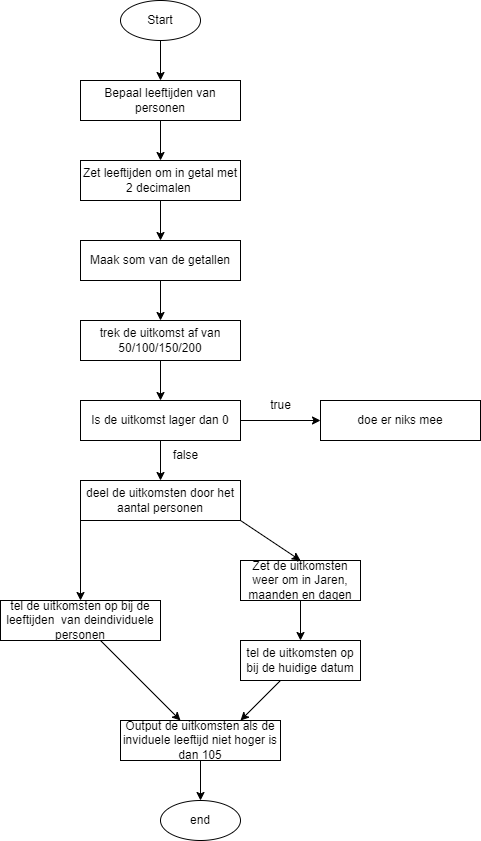 Start
Bepaal leeftijden van
personen
Zet leeftijden om in getal met
2 decimalen
Maak som van de getallen
trek de uitkomst af van
50/100/150/200
Is de uitkomst lager dan 0
true
doe er niks mee
false
deel de uitkomsten door het
aantal personen
Zet de uitkomsten
weer om in Jaren,
maanden en dagen
tel de uitkomsten op bij de
leeftijden van deindividuele
personen
tel de uitkomsten op
bij de huidige datum
Output de uitkomsten als de
inviduele leeftijd niet hoger is
dan 105
end